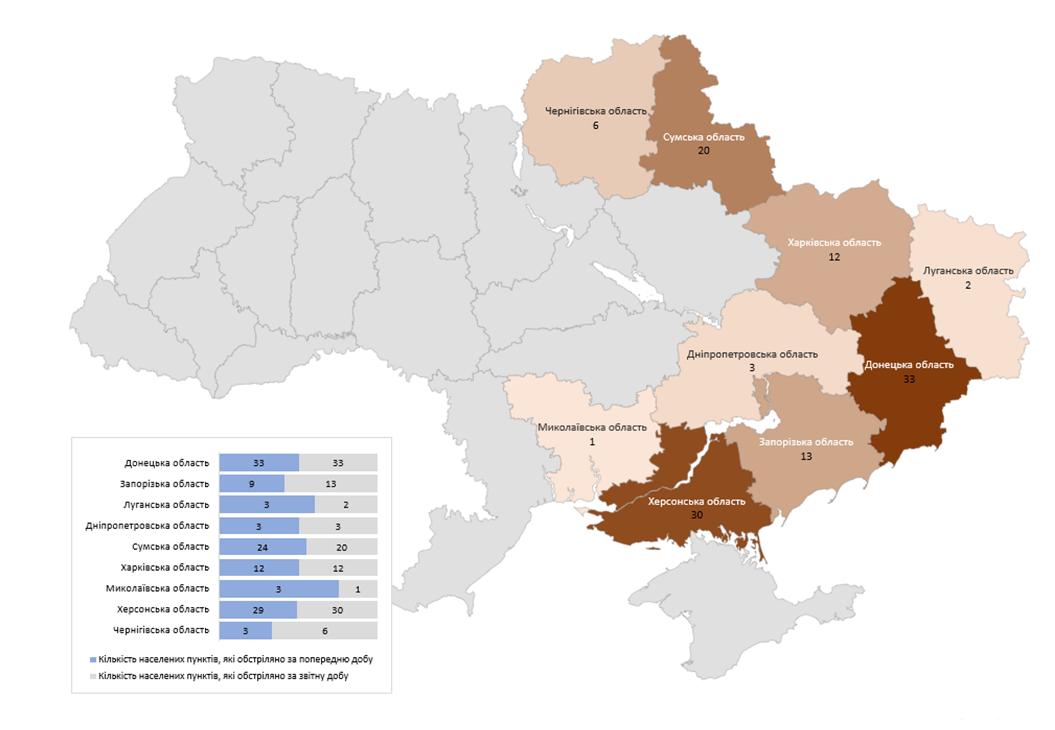 Чернігівська область
6
Сумська область
20
Харківська область
12
Луганська область
2
Дніпропетровська область
3
Донецька область
33
Миколаївська область
1
Запорізька область
13
Херсонська область
30
Донецька область 33 33
Запорізька область 9 13
Луганська область 3 2
Дніпропетровська область 3 3
Сумська область 24 20
Харківська область 12 12
Миколаївська область 3 1
Херсонська область 29 30
Чернігівська область 3 6
Кількість населених пунктів, які обстріляно за попередню добу
Кількість населених пунктів, які обстріляно за звітну добу